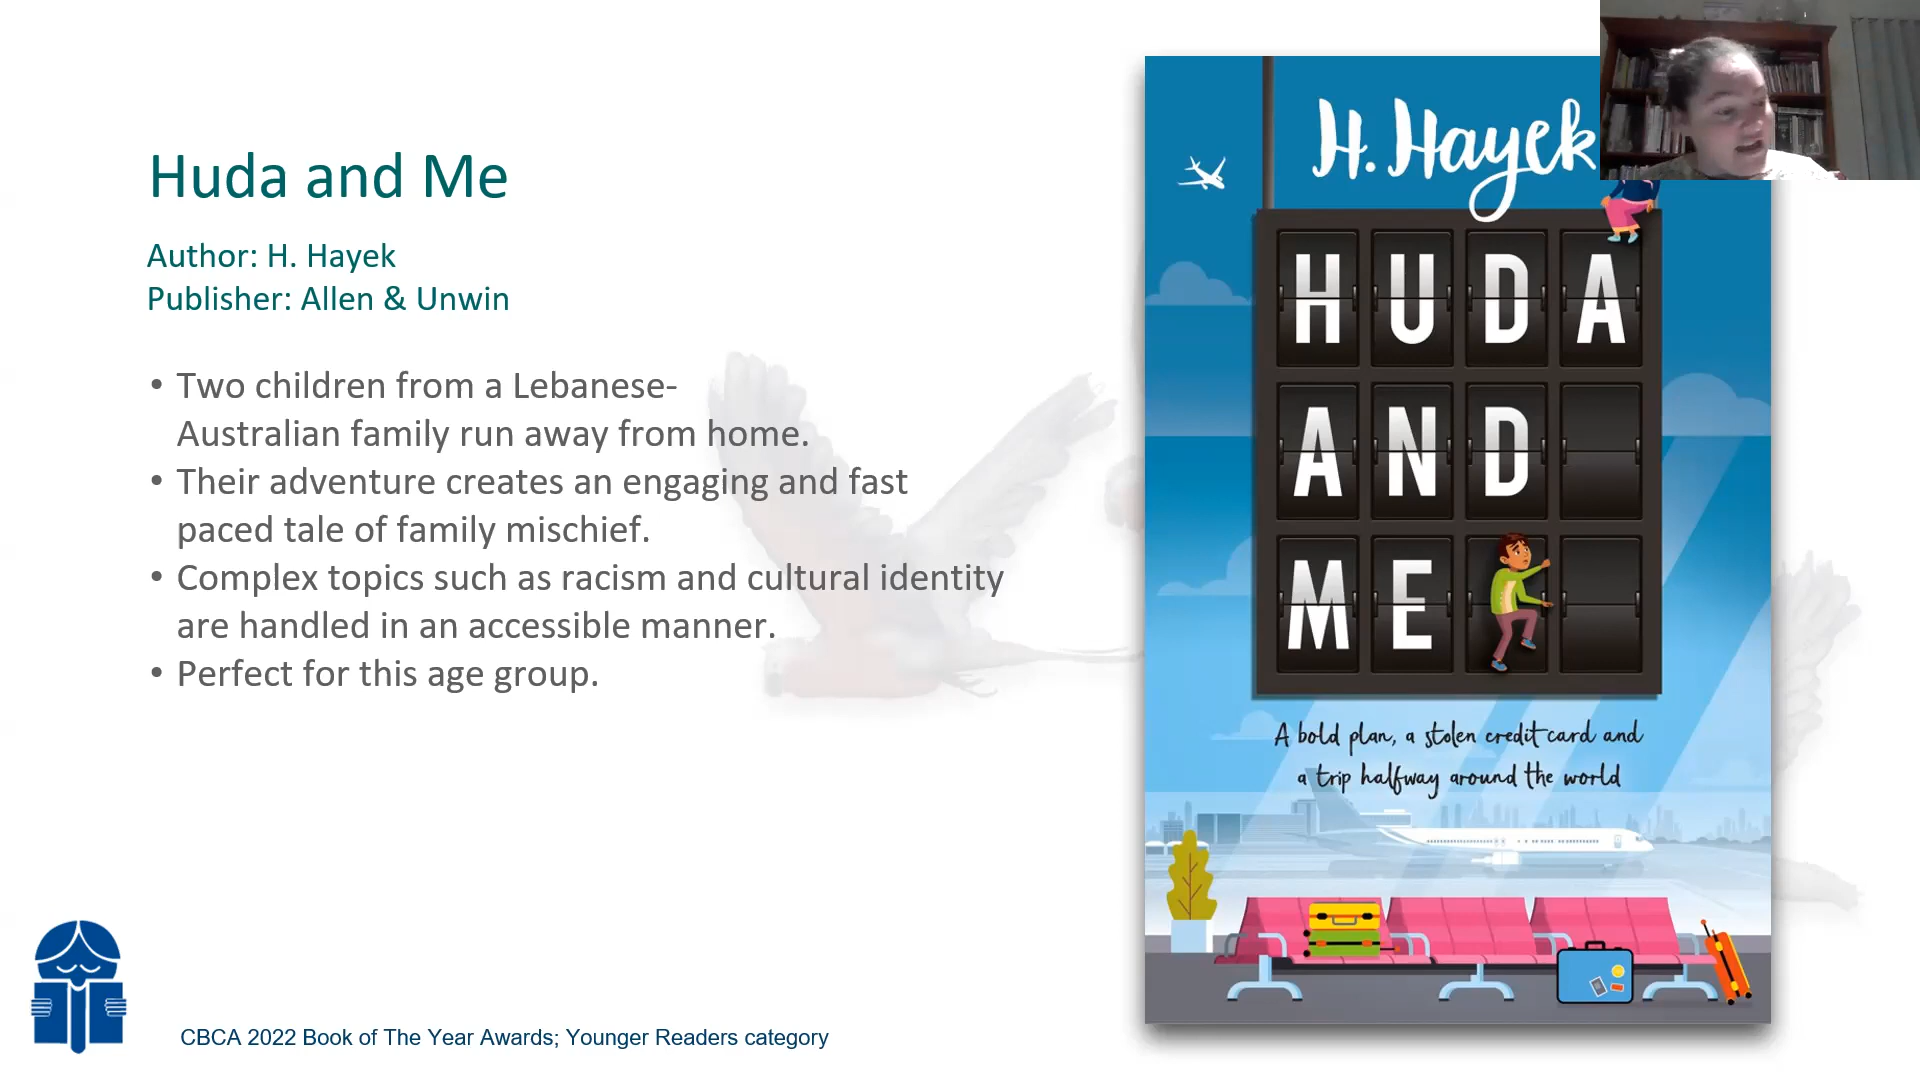 Huda and Me
Author: H. Hayek
Publisher: Allen & Unwin
• Two children from a Lebanese-
Australian family run away from home.
• Their adventure creates an engaging and fast
paced tale of family mischief.
• Complex topics such as racism and cultural identity
are handled in an accessible manner.
• Perfect for this age group.
CBCA 2022 Book of The Year Awards; Younger Readers category
H. Hayek
HUDA
AND
ME
A bold plan, a stolen credit card and
a trip halfway around the world